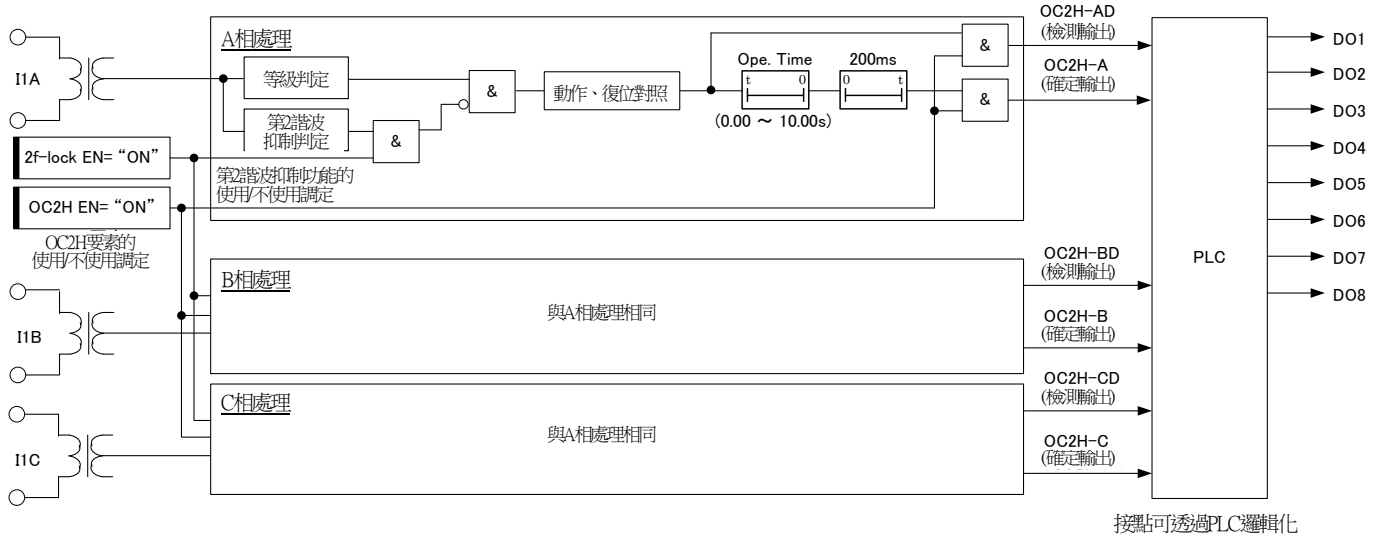 OC2H-AD
(檢測輸出)
A相處理
I1A
等級判定
&
動作、復位對照
Ope. Time
t 0
(0.00 ～ 10.00s)
200ms
0 t
&
&
OC2H-A
(確定輸出)
第2諧波
抑制判定
&
2f-lock EN= “ON”
第2諧波抑制功能的
使用/不使用調定
OC2H EN= “ON”
OC2H要素的
使用/不使用調定
B相處理
與A相處理相同
I1B
OC2H-BD
(檢測輸出)
OC2H-B
(確定輸出)
C相處理
與A相處理相同
I1C
OC2H-CD
(檢測輸出)
OC2H-C
(確定輸出)
PLC
DO1
DO2
DO3
DO4
DO5
DO6
DO7
DO8
接點可透過PLC邏輯化